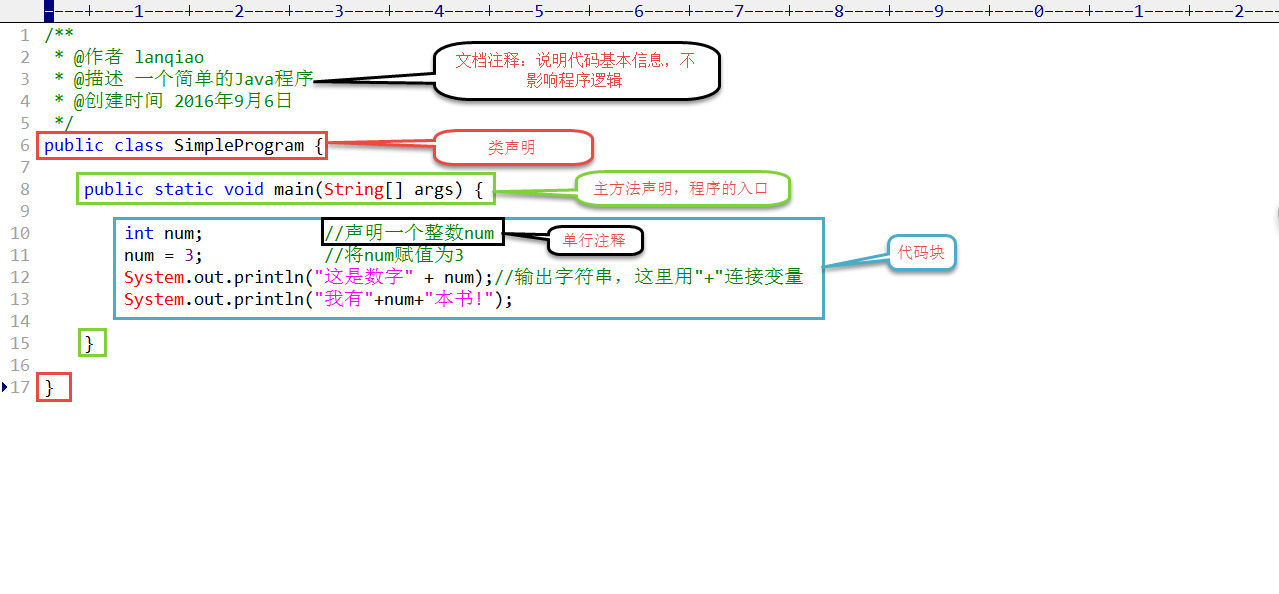 ----+----1----+----2----+----3----+----4----+----5----+----6----+----7----+----8----+----9----+----0----+----1----+----2----
1 /**
2 * @作者 lanqiao
文档注释：说明代码基本信息，不
3 * @描述 一个简单的Java程序
影响程序逻辑
4 * @创建时间 2016年9月6日
5 */
6 public class SimpleProgram {
类声明
7
8 public static void main(String[] args) {
主方法声明，程序的入口
9
10 int num; //声明一个整数num
单行注释
11 num = 3; //将num赋值为3
代码块
12 System.out.println("这是数字" + num);//输出字符串，这里用"+"连接变量
13 System.out.println("我有"+num+"本书!");
14
15 }
16
17 }